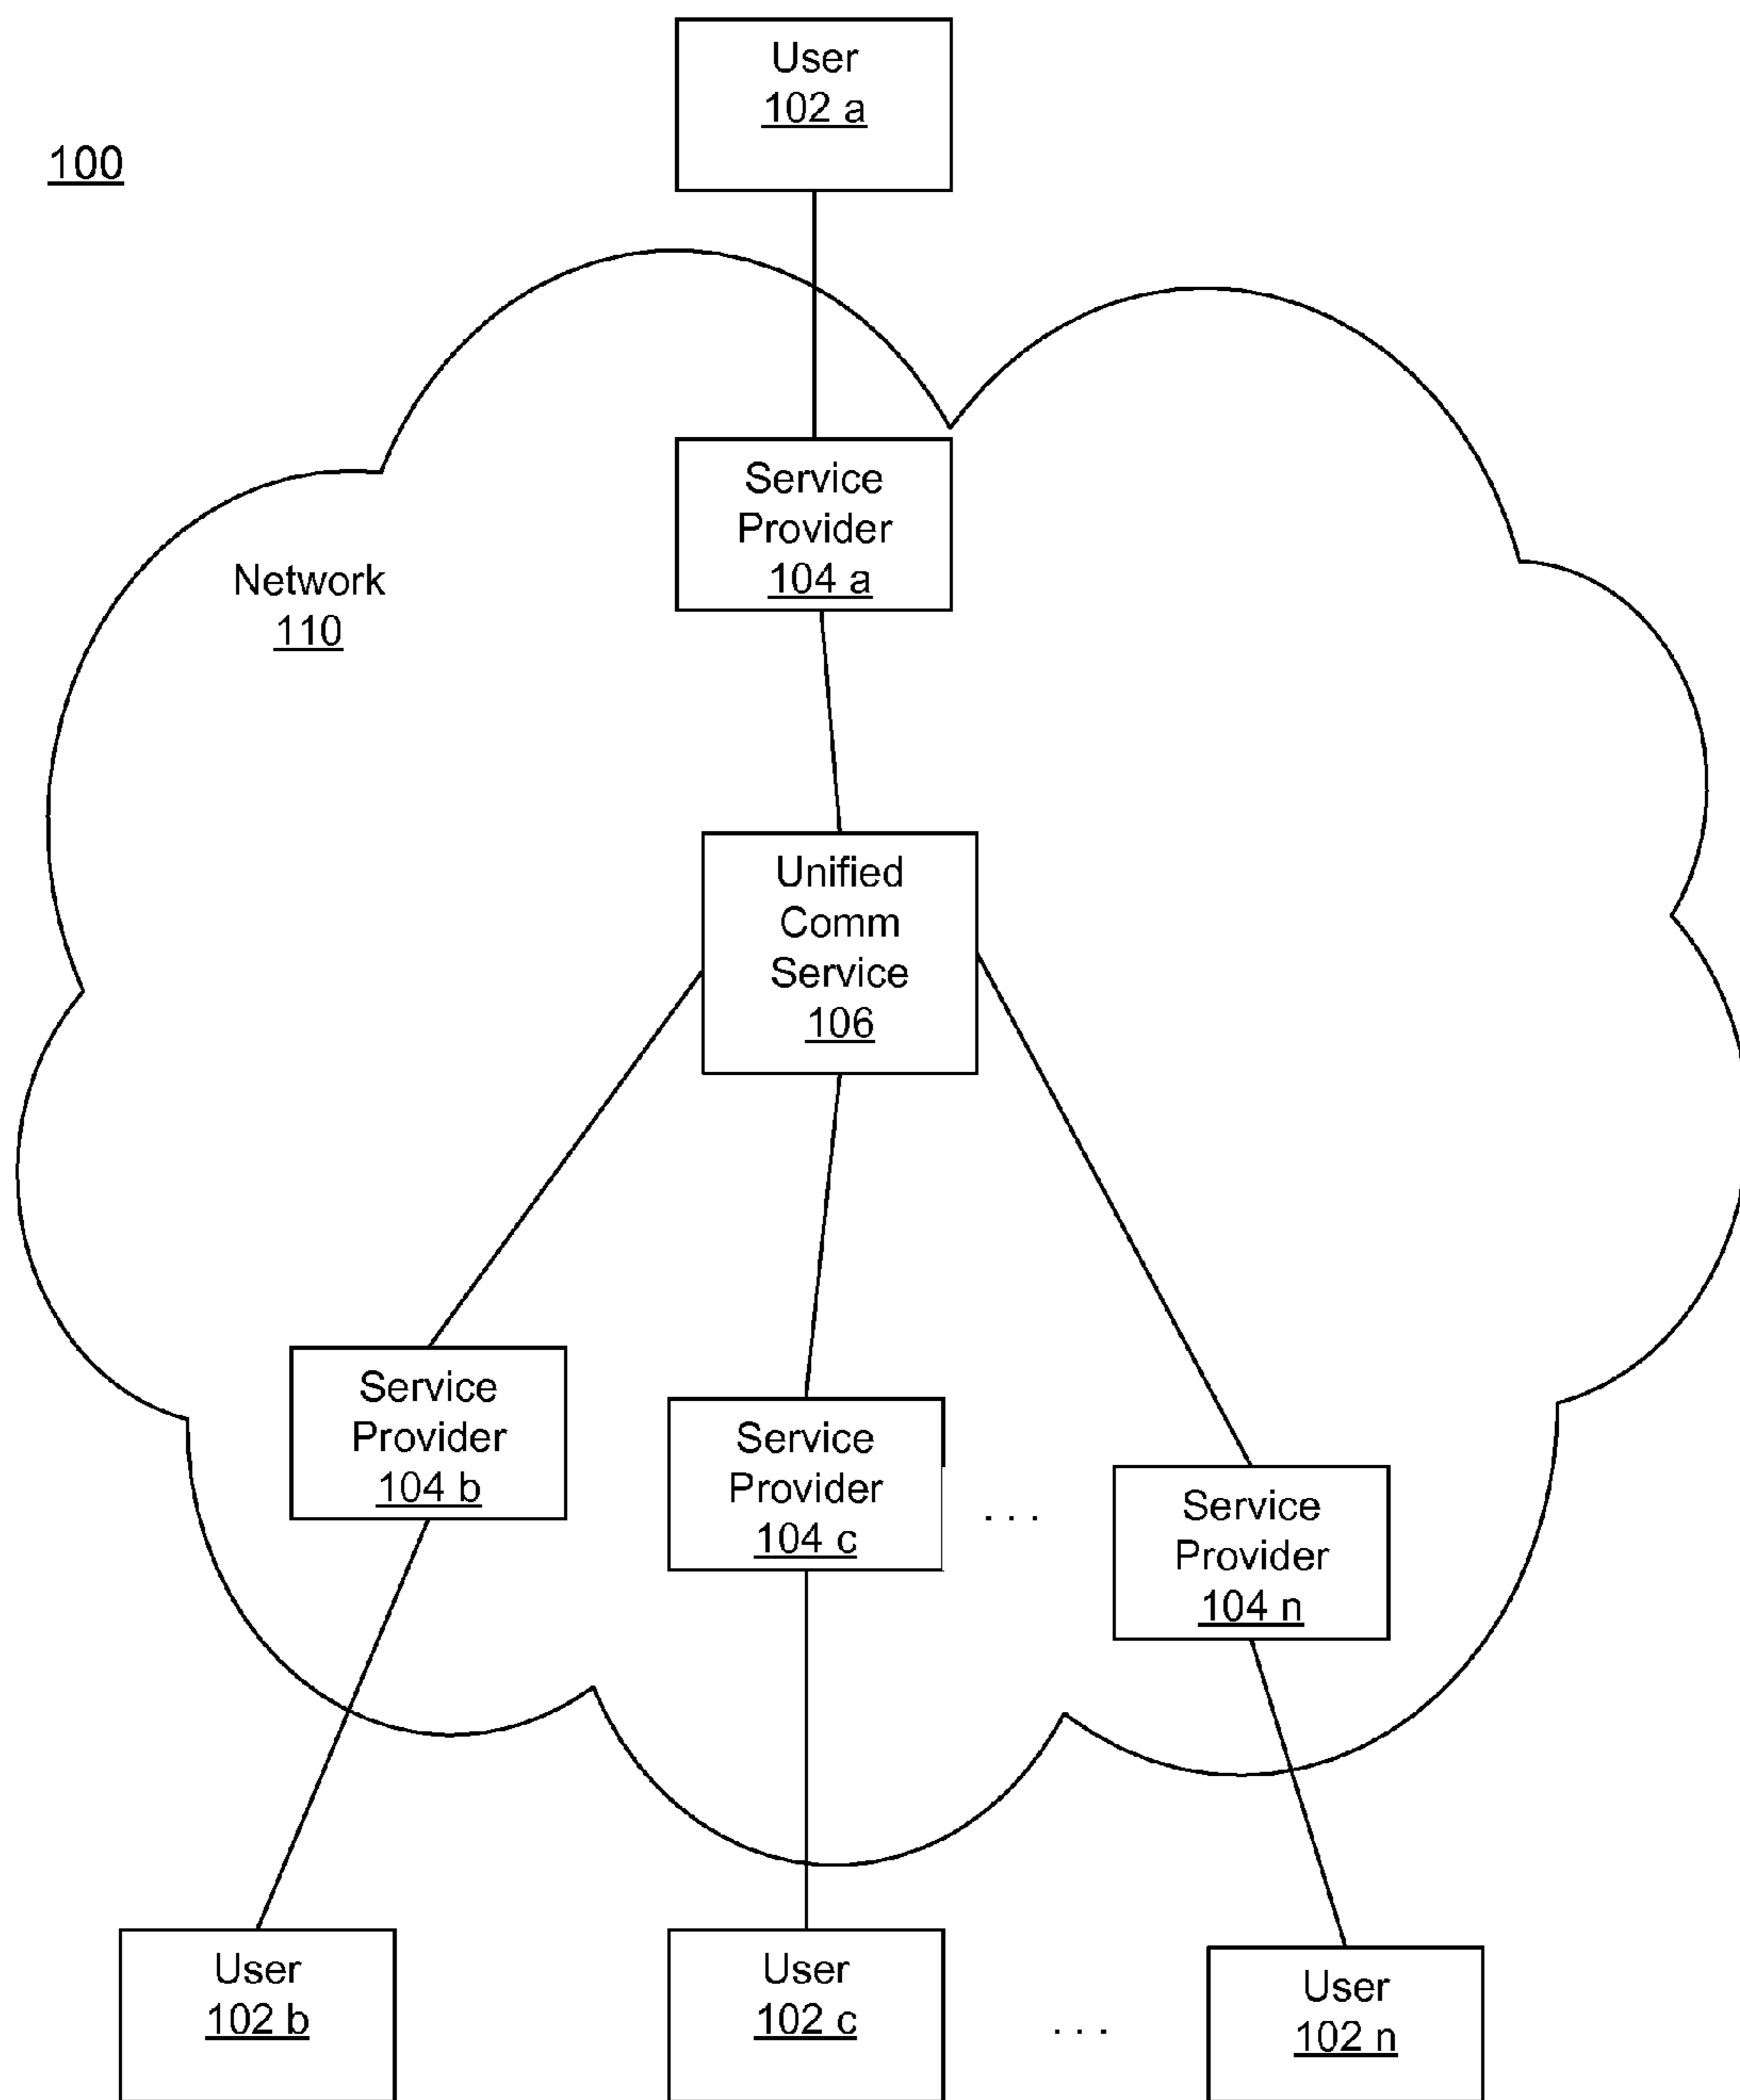 User
102 a
100
Service
Provider
104 a
Network
110
Unified
Comm
Service
106
Service
Provider
104 b
Service
Provider
104 c
. . .
Service
Provider
104 n
User
102 b
User
102 c
. . .
User
102 n